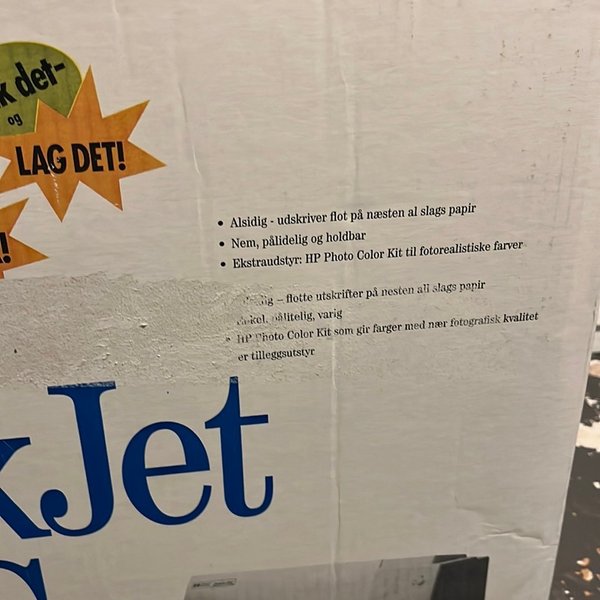 det-
og
LAG DET!
• Alsidig - udskriver flot på næsten al slags papir
• Nem, pålidelig og holdbar
• Ekstraudstyr: HP Photo Color Kit til fotorealistiske farver
– flotte utskrifter på nesten all slags papir
pålitelig, varig
• HP Photo Color Kit som gir farger med nær fotografisk kvalitet
er tilleggsutstyr
kJet